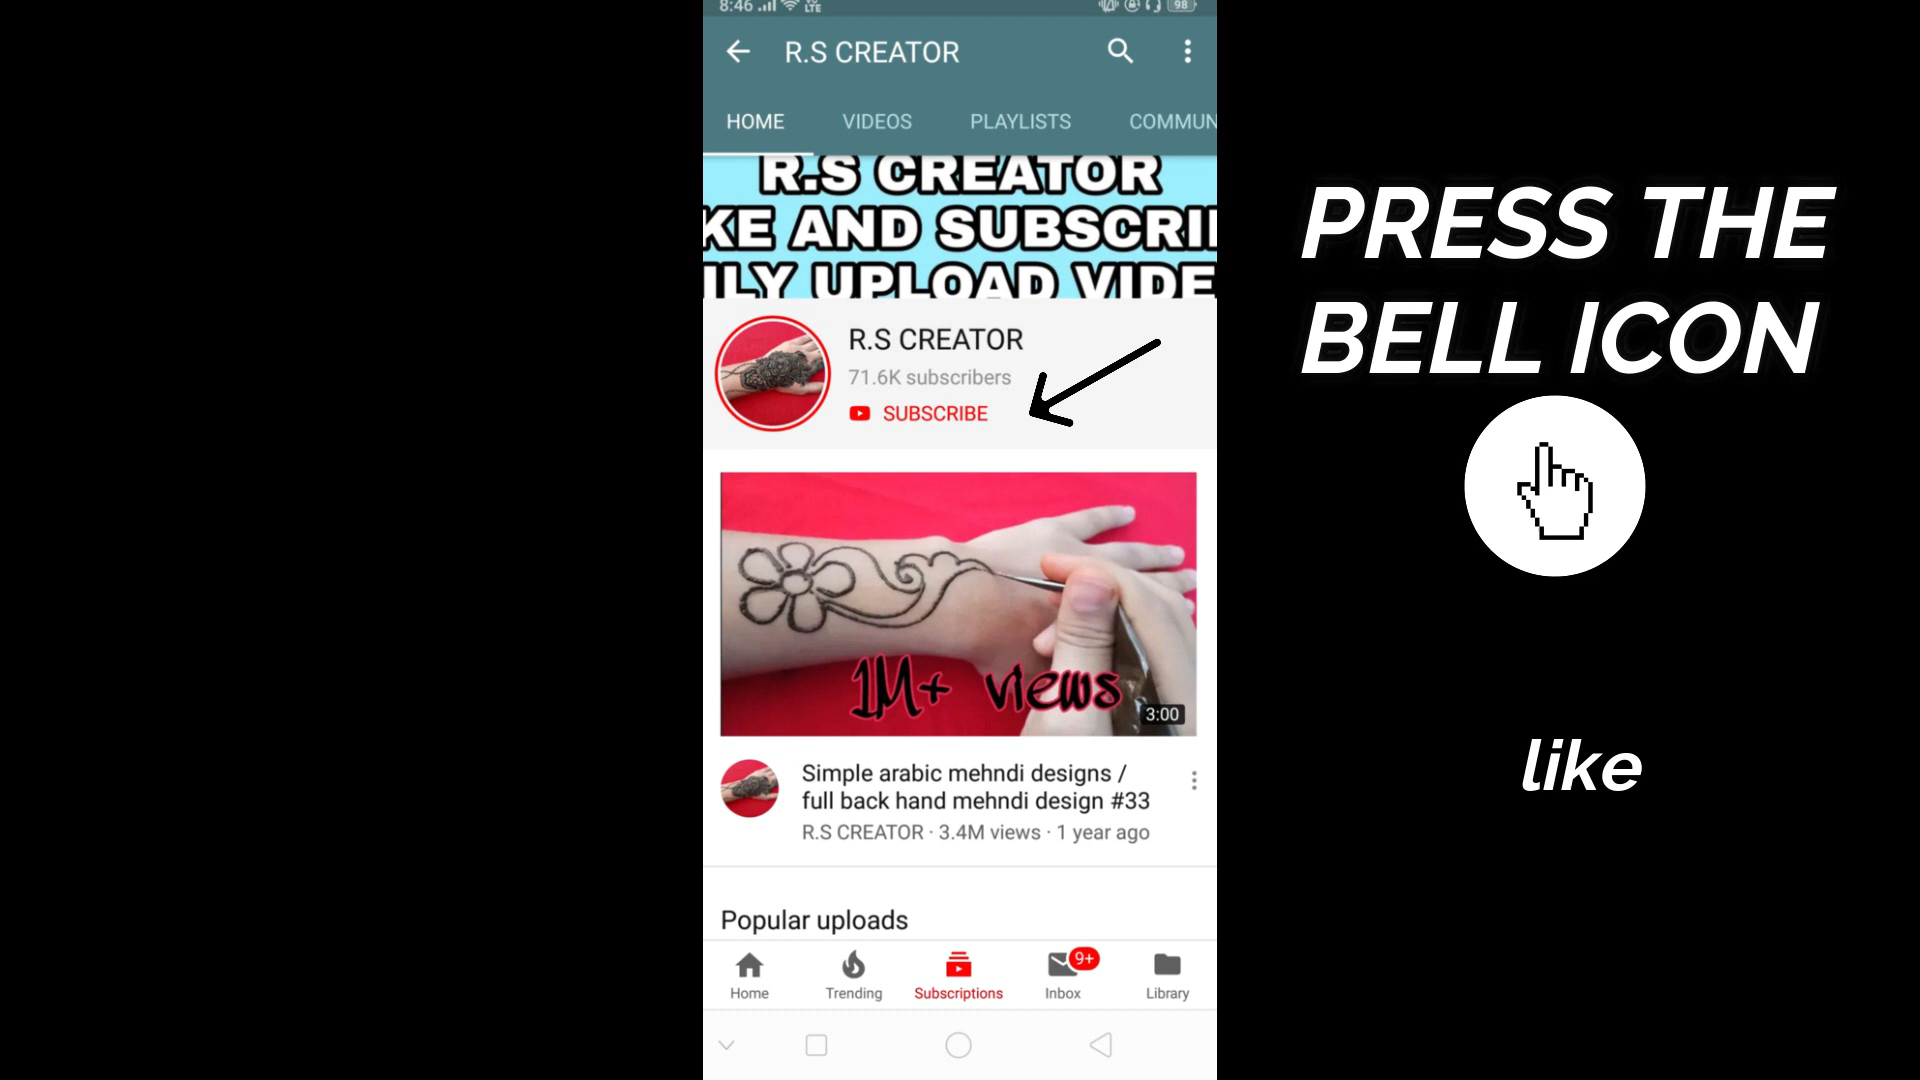 8:46
LTE
98
R.S CREATOR
HOME VIDEOS PLAYLISTS COMMUN
R.S CREATOR
KE AND SUBSCRI
ILY UPLOAD VIDE
R.S CREATOR
71.6K subscribers
SUBSCRIBE
1M+ views
3:00
Simple arabic mehndi designs /
full back hand mehndi design #33
R.S CREATOR · 3.4M views · 1 year ago
Popular uploads
9+
Home Trending Subscriptions Inbox Library
PRESS THE
BELL ICON
like